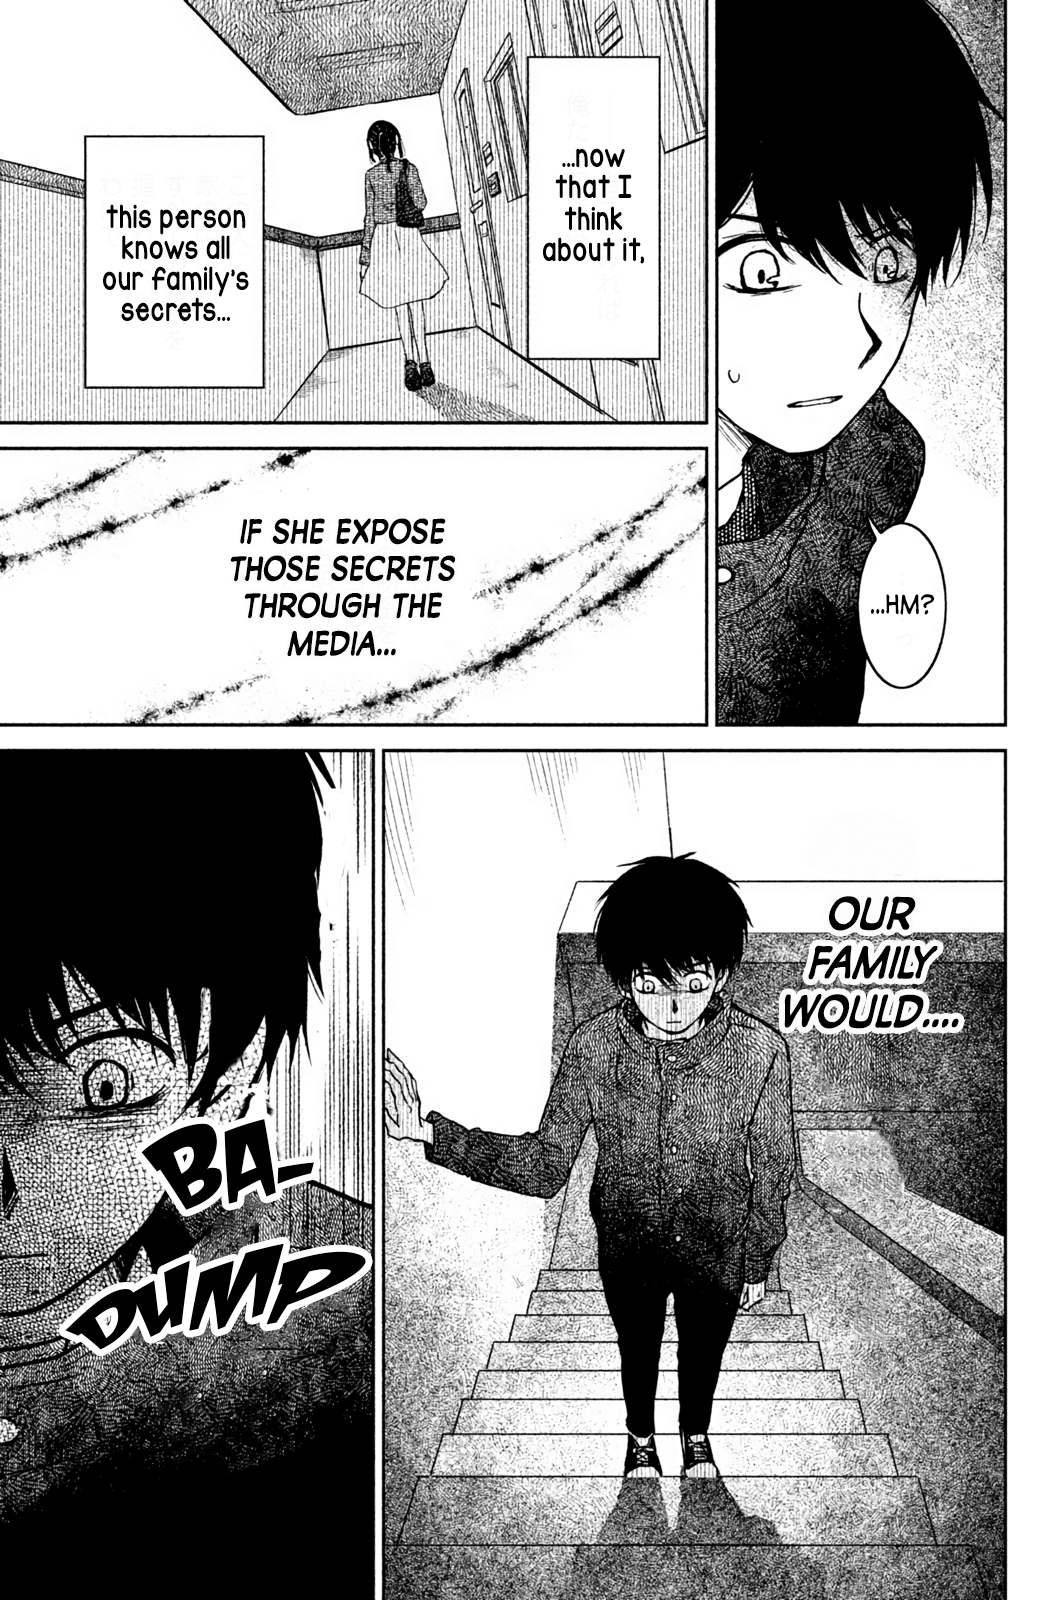 ...HM?
...now
that I
think
about it,
this person
knows all
our family's
secrets...
IF SHE EXPOSE
THOSE SECRETS
THROUGH THE
MEDIA...
OUR
FAMILY
WOULD....
BA-
DUMP